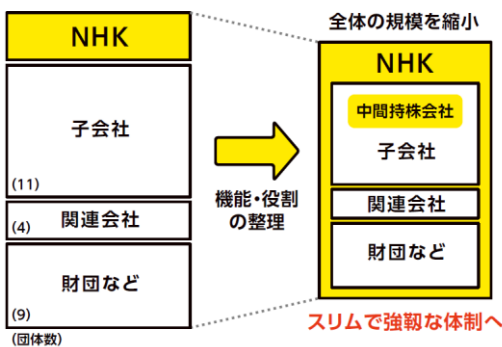 NHK
子会社
(11)
(4)
関連会社
財団など
(9)
(団体数)
機能・役割
の整理
全体の規模を縮小
NHK
中間持株会社
子会社
関連会社
財団など
スリムで強靱な体制へ